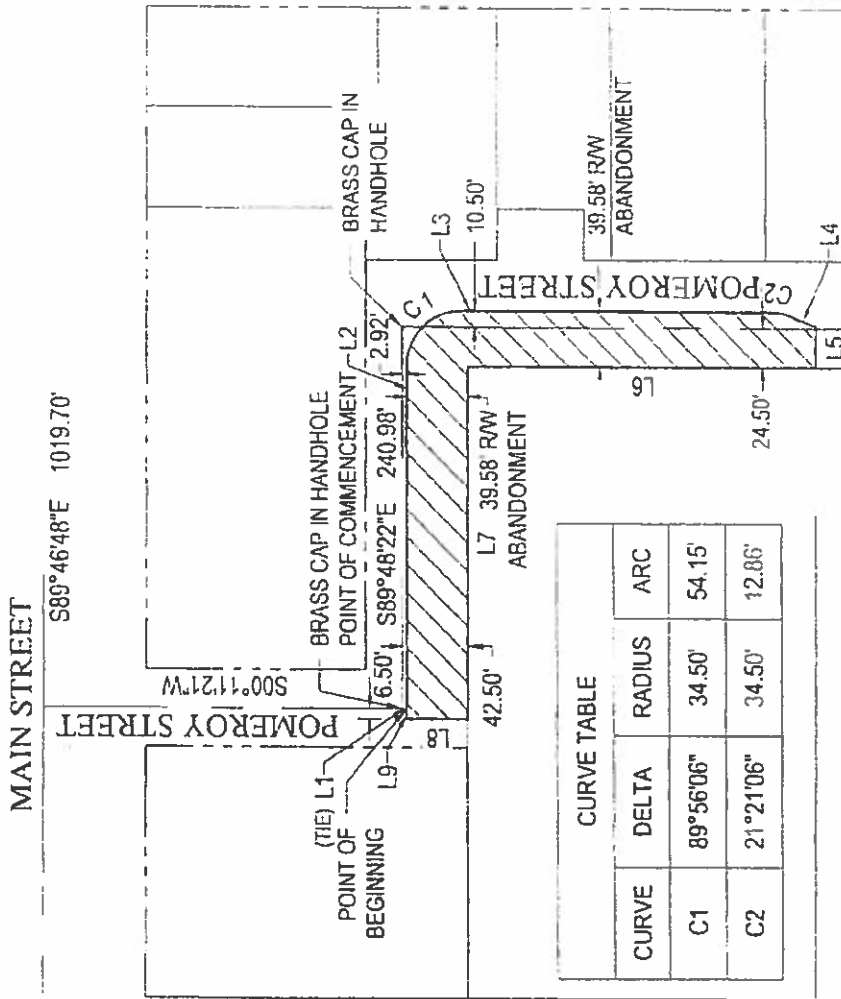 MAIN STREET
S89°46'48"E 1019.70'
POMEROY STREET
S00°11'21"W
BRASS CAP IN
HANDHOLE
BRASS CAP IN HANDHOLE
POINT OF COMMENCEMENT
L2
(TIE) L1
POINT OF
BEGINNING
L9
6.50'
S89°48'22"E 240.98'
2.92'
C1
L3
10.50'
39.58' R/W
ABANDONMENT
POMEROY STREET
C2
L4
L5
L6
24.50'
L8
42.50'
L7 39.58' R/W
ABANDONMENT
CURVE TABLE
CURVE DELTA RADIUS ARC
C1 89°56'06" 34.50' 54.15'
C2 21°21'06" 34.50' 12.86'